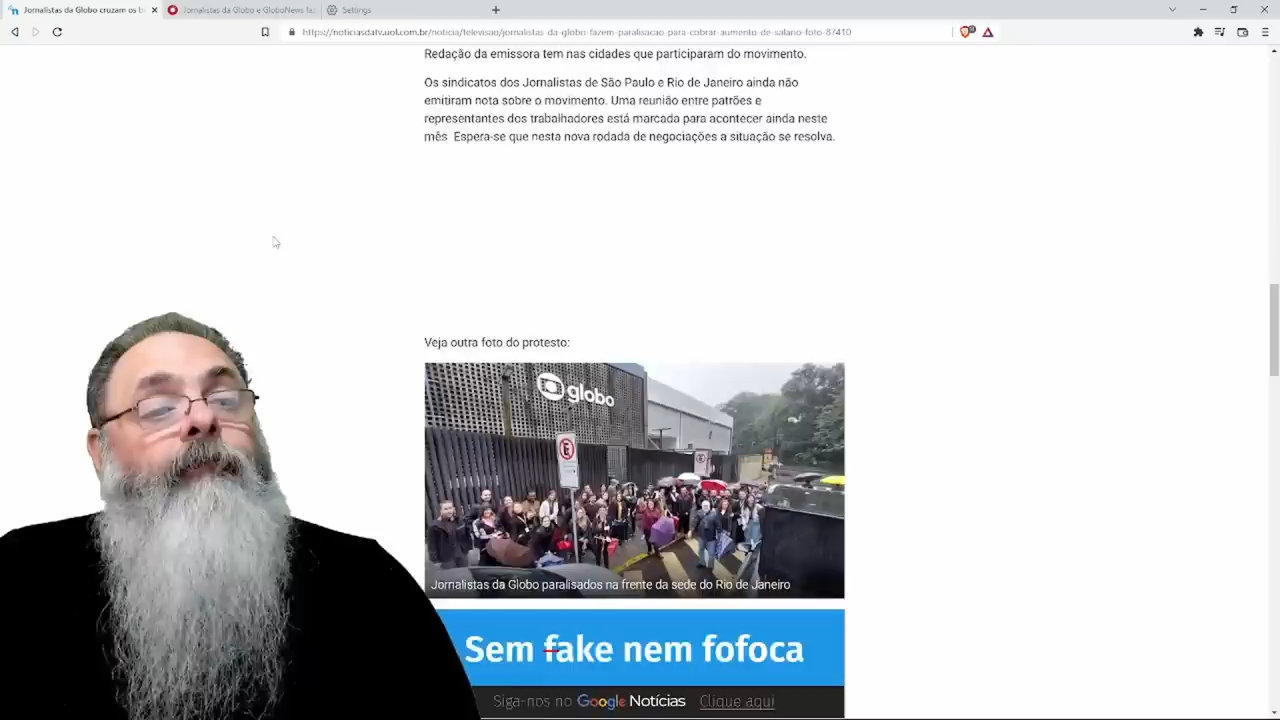 Jornalistas da Globo cruzam os b
Jornalistas da Globo e GloboNews fa
Settings
https://noticiasdatv.uol.com.br/noticia/televisao/jornalistas-da-globo-fazem-paralisacao-para-cobrar-aumento-de-salario-foto-87410
Redação da emissora tem nas cidades que participaram do movimento.
Os sindicatos dos Jornalistas de São Paulo e Rio de Janeiro ainda não
emitiram nota sobre o movimento. Uma reunião entre patrões e
representantes dos trabalhadores está marcada para acontecer ainda neste
mês Espera-se que nesta nova rodada de negociações a situação se resolva.
Veja outra foto do protesto:
globo
E
Jornalistas da Globo paralisados na frente da sede do Rio de Janeiro
Sem fake nem fofoca
Siga-nos no Google Notícias Clique aqui